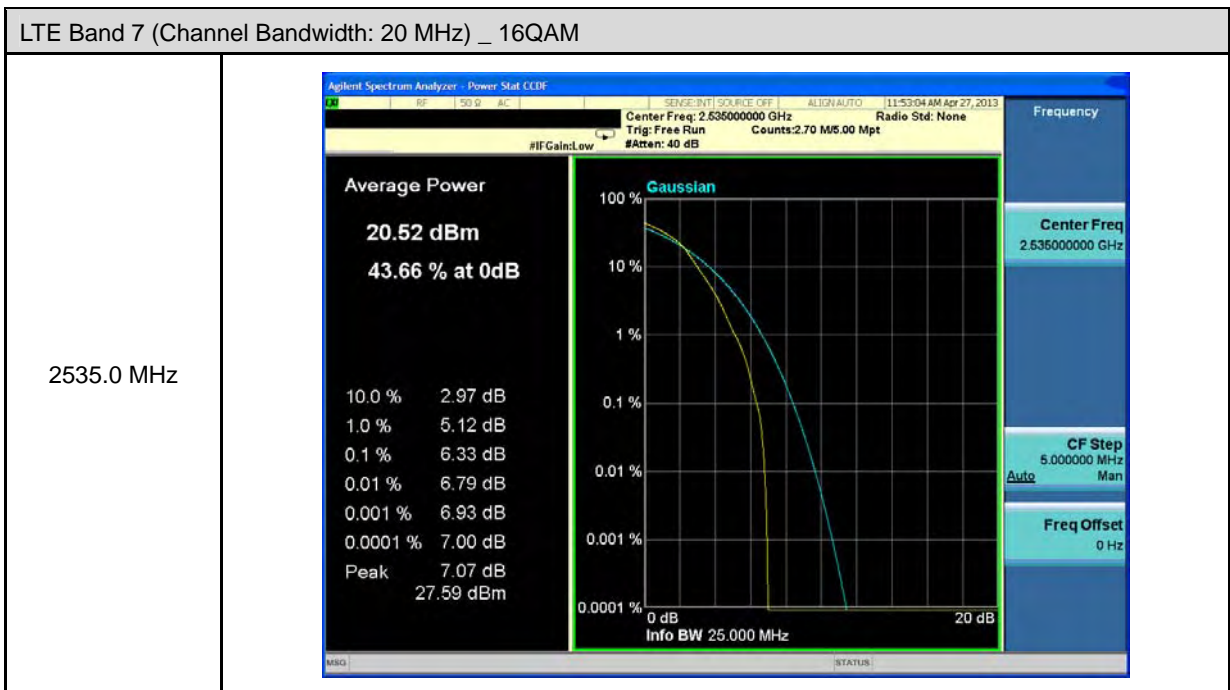 LTE Band 7 (Channel Bandwidth: 20 MHz) _ 16QAM
2535.0 MHz
Agilent Spectrum Analyzer - Power Stat CCDF
RF 50 Ω AC SENSE:INT SOURCE OFF ALIGN AUTO 11:53:04 AM Apr 27, 2013
Center Freq: 2.535000000 GHz Radio Std: None
Trig: Free Run Counts:2.70 M/5.00 Mpt
#IFGain:Low #Atten: 40 dB
Average Power
20.52 dBm
43.66 % at 0dB
10.0 % 2.97 dB
1.0 % 5.12 dB
0.1 % 6.33 dB
0.01 % 6.79 dB
0.001 % 6.93 dB
0.0001 % 7.00 dB
Peak 7.07 dB
27.59 dBm
Gaussian
100 %
10 %
1 %
0.1 %
0.01 %
0.001 %
0.0001 %
0 dB 20 dB
Info BW 25.000 MHz
Frequency
Center Freq
2.535000000 GHz
CF Step
5.000000 MHz
Auto Man
Freq Offset
0 Hz
MSG STATUS